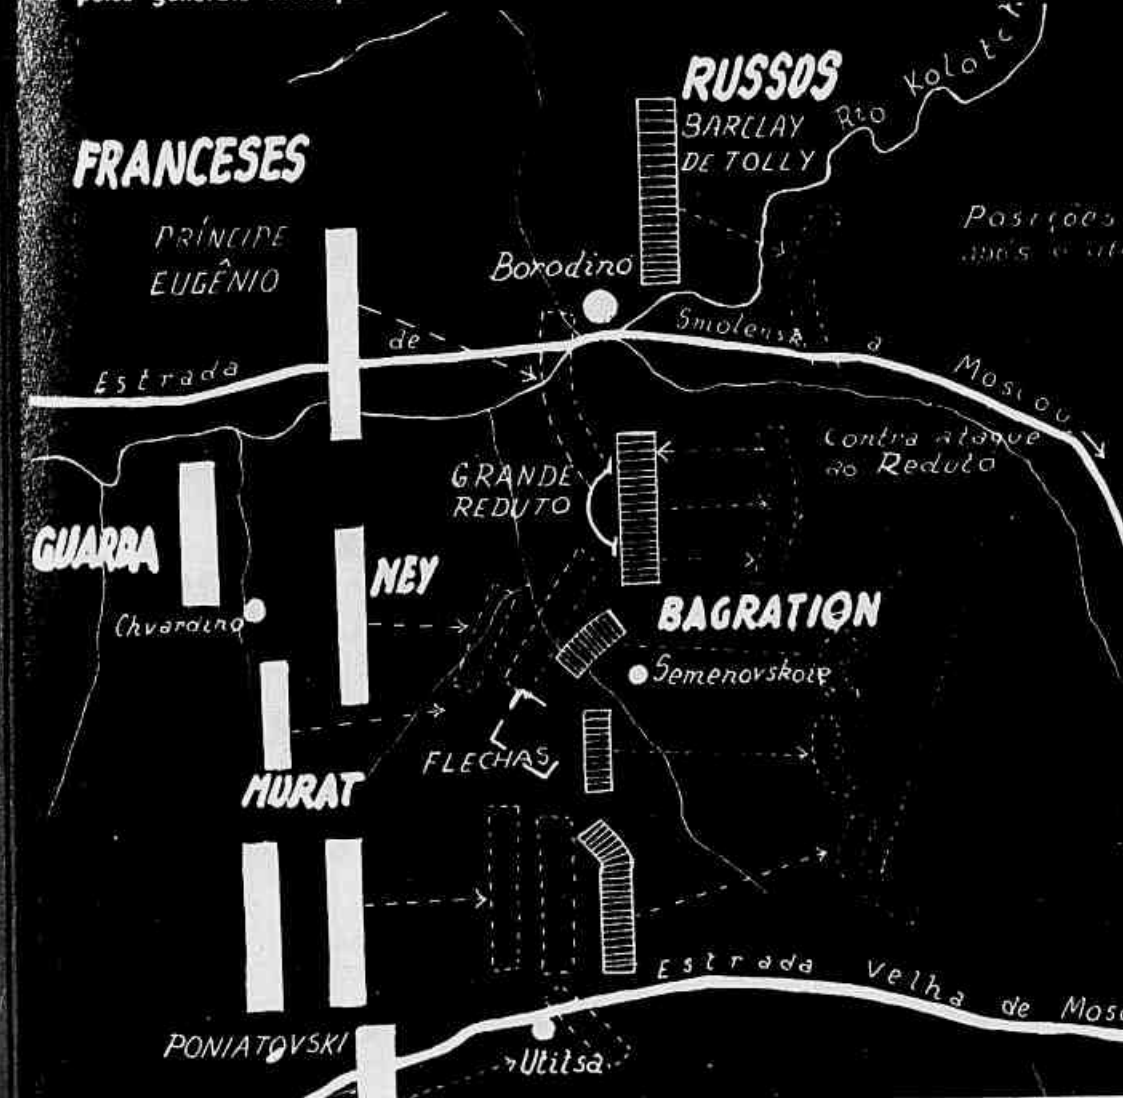 RUSSOS
BARCLAY
DE TOLLY
Rio
FRANCESES
PRÍNCIPE
EUGÊNIO
Posições
Borodino
Estrada de Smolensk a Moscou
Contra ataque
ao Reduto
GRANDE
REDUTO
GUARDA
NEY
Chvardino
BAGRATION
Semenovskoie
FLECHAS
MURAT
Estrada Velha de
PONIATOVSKI
Utitsa